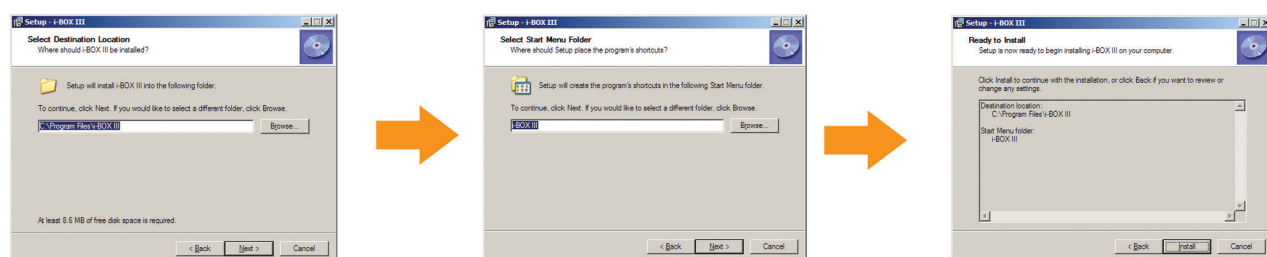 Setup - i-BOX III
Select Destination Location
Where should i-BOX III be installed?
Setup will install i-BOX III into the following folder.
To continue, click Next. If you would like to select a different folder, click Browse.
C:\Program Files\i-BOX III
Browse...
At least 8.6 MB of free disk space is required.
< Back
Next >
Cancel
Setup - i-BOX III
Select Start Menu Folder
Where should Setup place the program's shortcuts?
Setup will create the program's shortcuts in the following Start Menu folder.
To continue, click Next. If you would like to select a different folder, click Browse.
i-BOX III
Browse...
< Back
Next >
Cancel
Setup - i-BOX III
Ready to Install
Setup is now ready to begin installing i-BOX III on your computer.
Click Install to continue with the installation, or click Back if you want to review or
change any settings.
Destination location:
C:\Program Files\i-BOX III
Start Menu folder:
i-BOX III
< Back
Install
Cancel